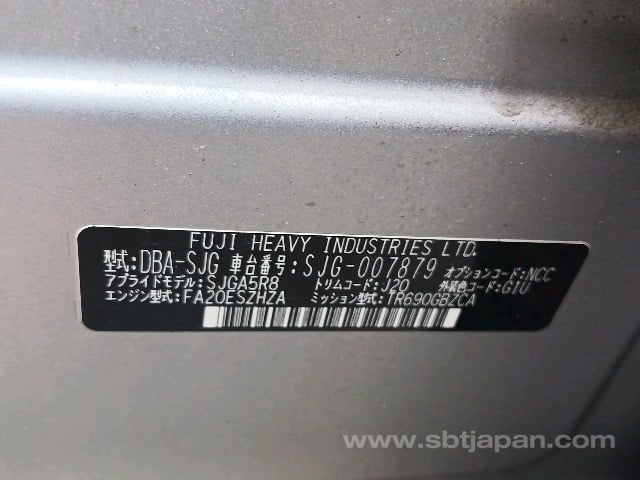 FUJI HEAVY INDUSTRIES LTD.
型式:DBA-SJG 車台番号:SJG-007879 オプションコード:NCC
アプライドモデル:SJGA5R8 トリムコード:J20 外装色コード:G1U
エンジン型式:FA20ESZHZA ミッション型式:TR690GBZCA
www.sbtjapan.com/